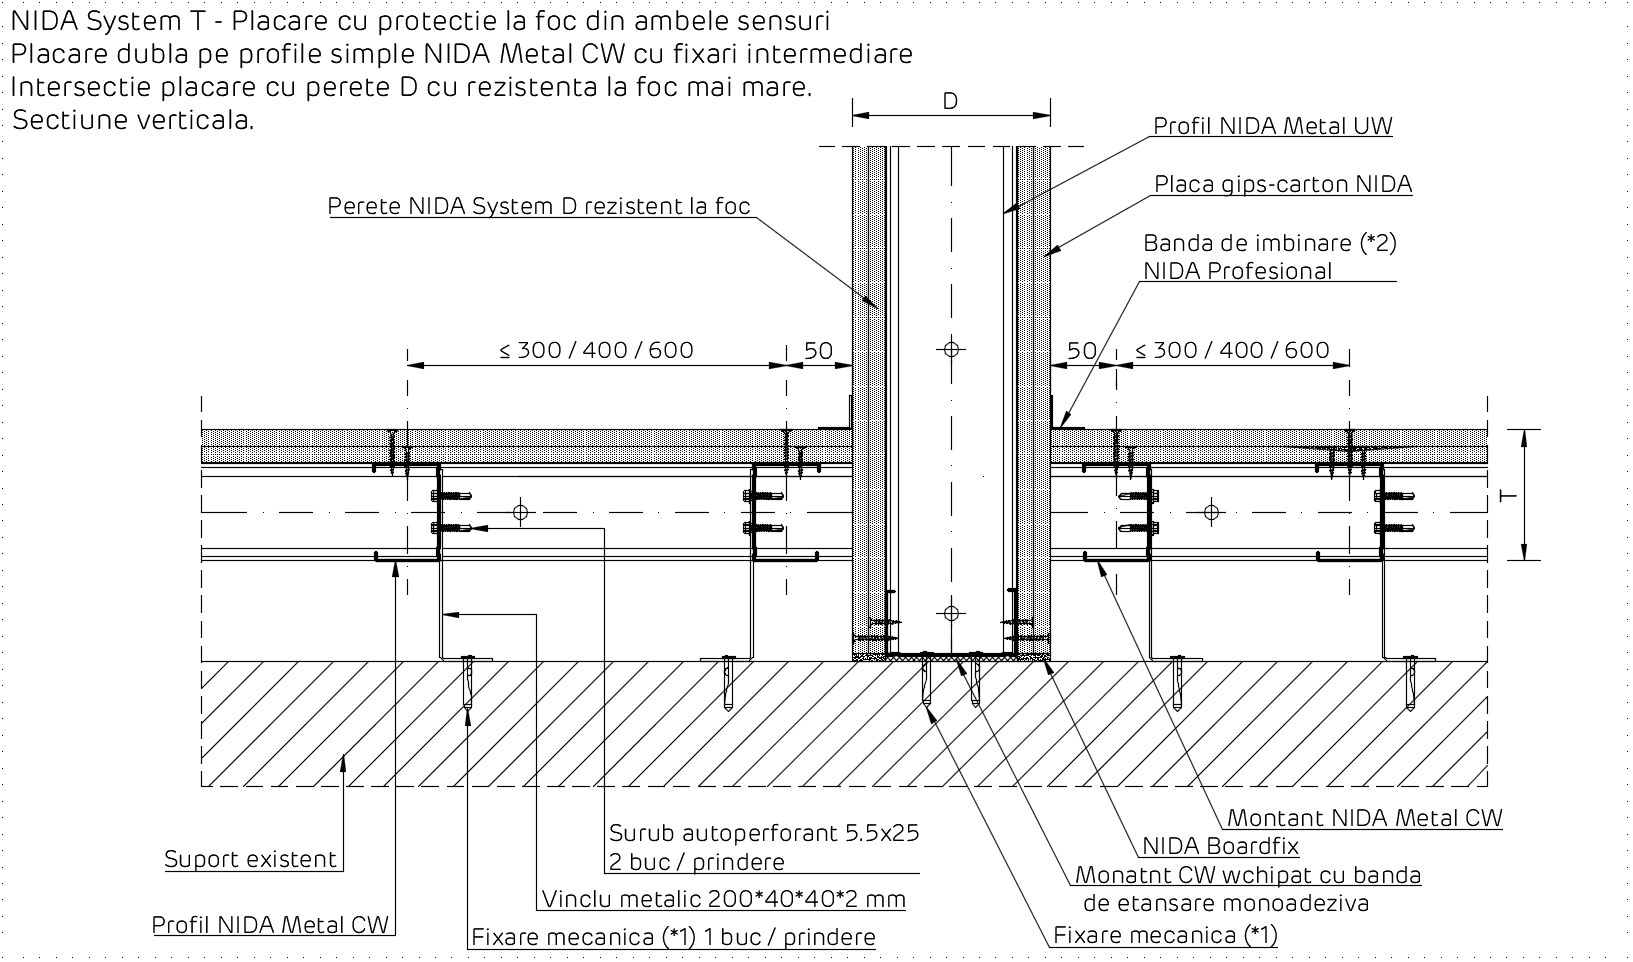 NIDA System T - Placare cu protectie la foc din ambele sensuri
Placare dubla pe profile simple NIDA Metal CW cu fixari intermediare
Intersectie placare cu perete D cu rezistenta la foc mai mare.
Sectiune verticala.
D
Profil NIDA Metal UW
Placa gips-carton NIDA
Perete NIDA System D rezistent la foc
Banda de imbinare (*2)
NIDA Profesional
≤ 300 / 400 / 600
50
50
≤ 300 / 400 / 600
T
Montant NIDA Metal CW
Surub autoperforant 5.5x25
2 buc / prindere
NIDA Boardfix
Suport existent
Monatnt CW wchipat cu banda
de etansare monoadeziva
Vinclu metalic 200*40*40*2 mm
Profil NIDA Metal CW
Fixare mecanica (*1) 1 buc / prindere
Fixare mecanica (*1)